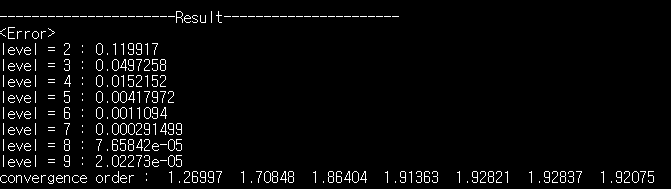 ----------------------Result----------------------
<Error>
level = 2 : 0.119917
level = 3 : 0.0497258
level = 4 : 0.0152152
level = 5 : 0.00417972
level = 6 : 0.0011094
level = 7 : 0.000291499
level = 8 : 7.65842e-05
level = 9 : 2.02273e-05
convergence order :  1.26997  1.70848  1.86404  1.91363  1.92821  1.92837  1.92075